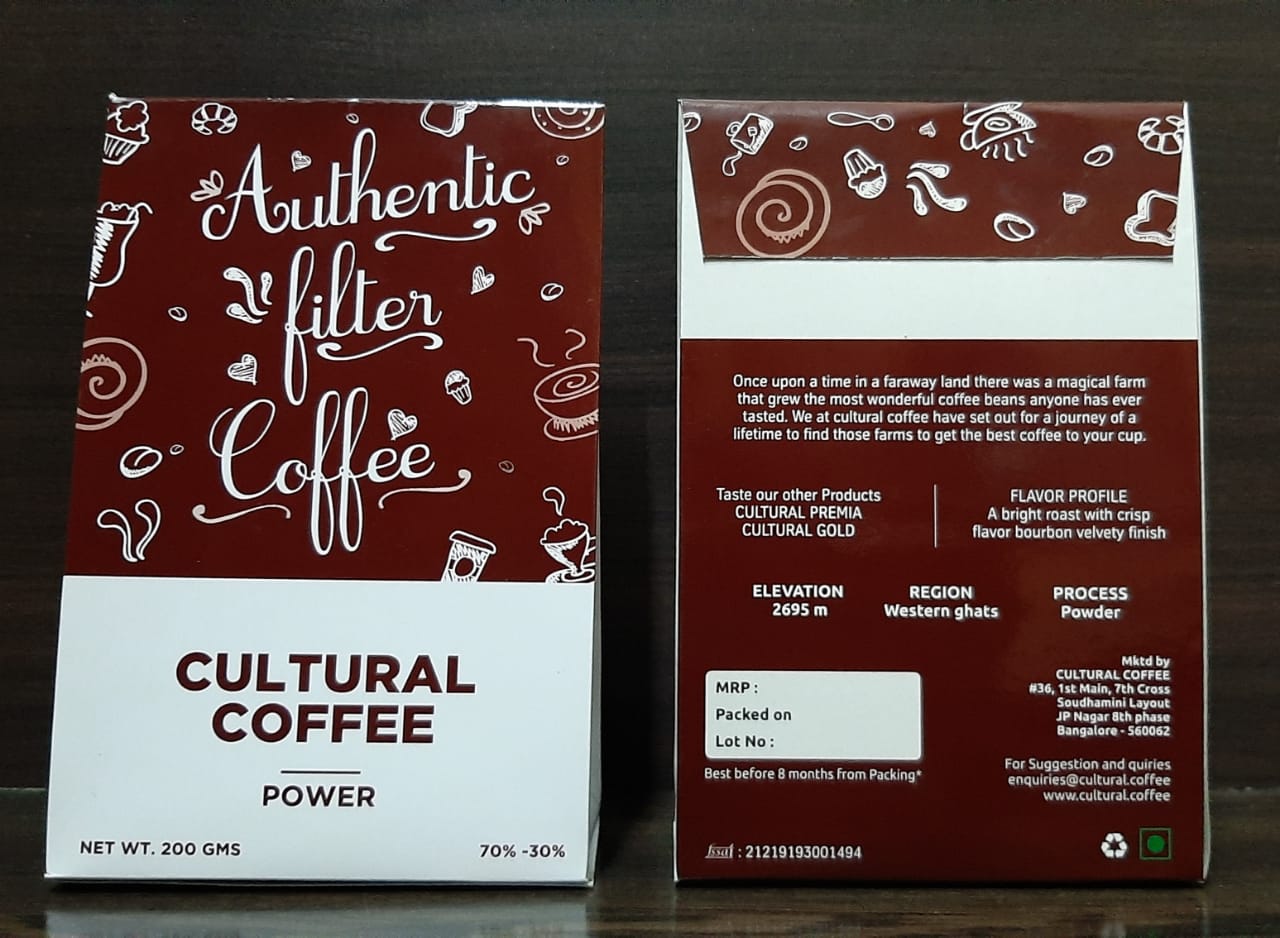 Authentic
filter
Coffee
CULTURAL
COFFEE
POWER
NET WT. 200 GMS
70% -30%
Once upon a time in a faraway land there was a magical farm
that grew the most wonderful coffee beans anyone has ever
tasted. We at cultural coffee have set out for a journey of a
lifetime to find those farms to get the best coffee to your cup.
Taste our other Products
CULTURAL PREMIA
CULTURAL GOLD
FLAVOR PROFILE
A bright roast with crisp
flavor bourbon velvety finish
ELEVATION
2695 m
REGION
Western ghats
PROCESS
Powder
MRP :
Packed on
Lot No :
Best before 8 months from Packing*
Mktd by
CULTURAL COFFEE
#36, 1st Main, 7th Cross
Soudhamini Layout
JP Nagar 8th phase
Bangalore - 560062
For Suggestion and quiries
enquiries@cultural.coffee
www.cultural.coffee
fssai : 21219193001494